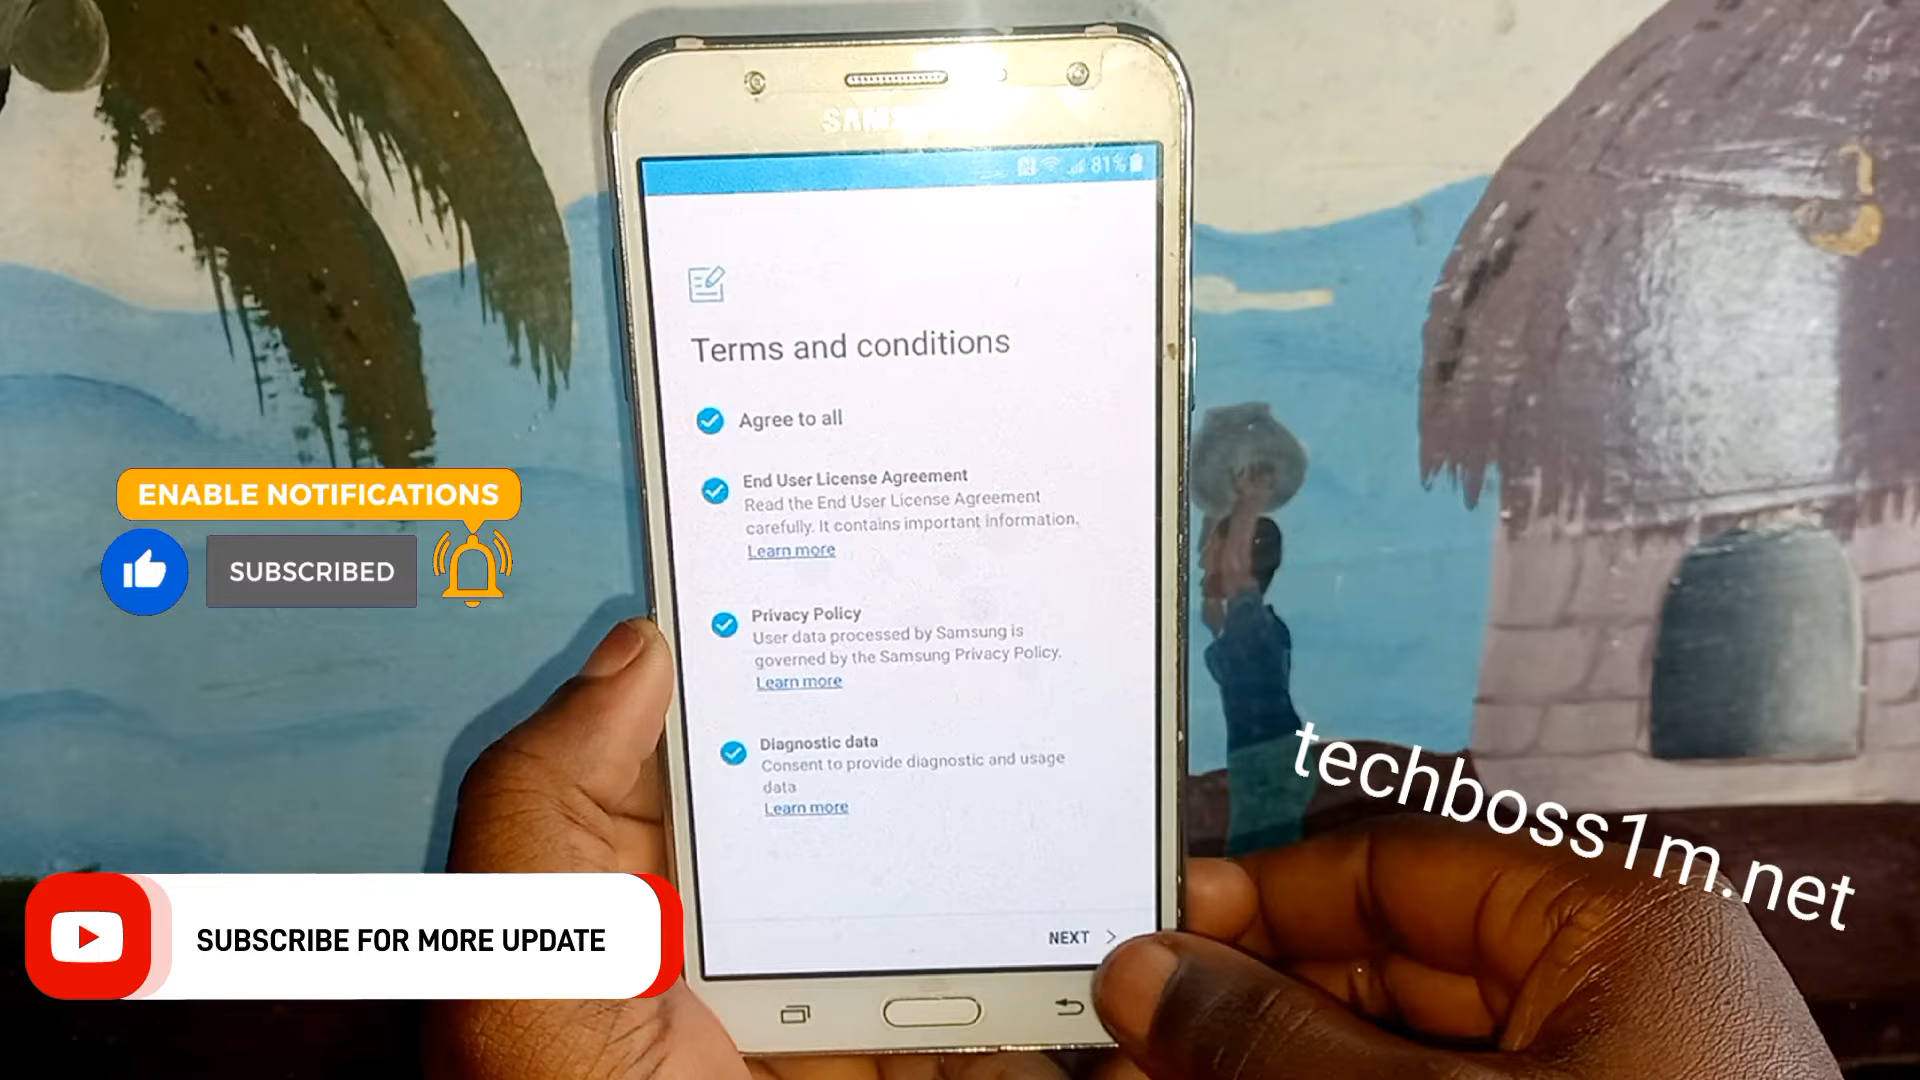 81%
Terms and conditions
Agree to all
End User License Agreement
Read the End User License Agreement
carefully. It contains important information.
Learn more
Privacy Policy
User data processed by Samsung is
governed by the Samsung Privacy Policy.
Learn more
Diagnostic data
Consent to provide diagnostic and usage
data
Learn more
NEXT
ENABLE NOTIFICATIONS
SUBSCRIBED
SUBSCRIBE FOR MORE UPDATE
techboss1m.net